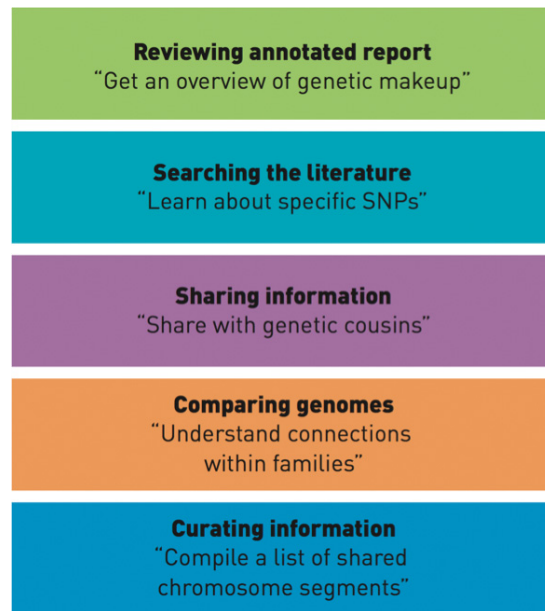 Reviewing annotated report
“Get an overview of genetic makeup”
Searching the literature
“Learn about specific SNPs”
Sharing information
“Share with genetic cousins”
Comparing genomes
“Understand connections
within families”
Curating information
“Compile a list of shared
chromosome segments”